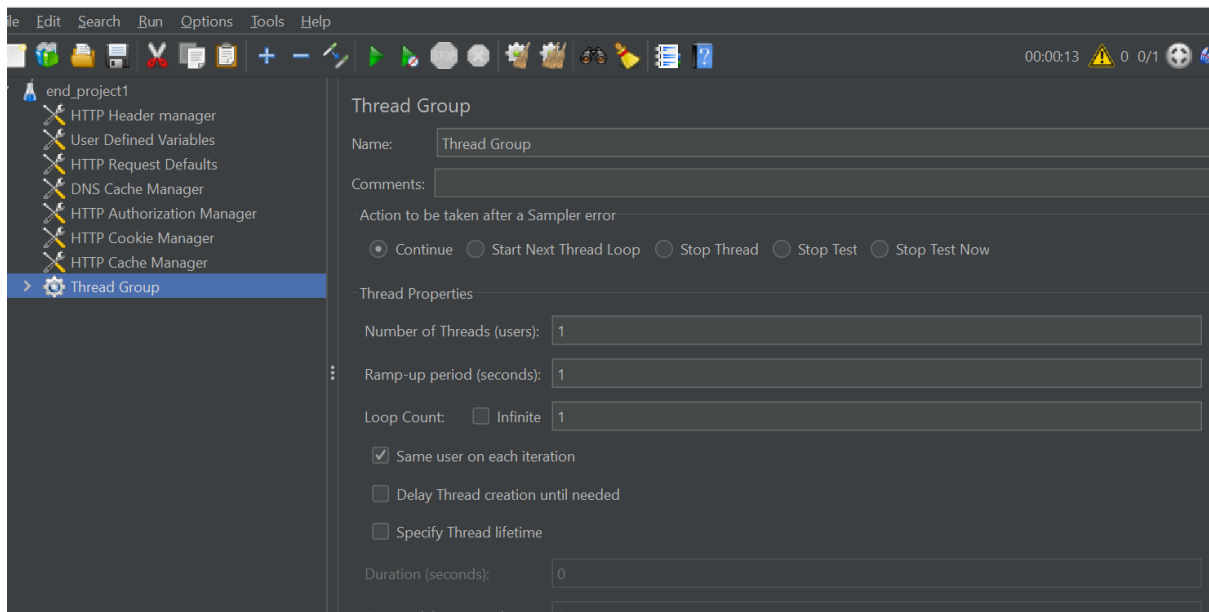 ile Edit Search Run Options Tools Help
STOP 00:00:13 0 0/1
end_project1
HTTP Header manager
User Defined Variables
HTTP Request Defaults
DNS Cache Manager
HTTP Authorization Manager
HTTP Cookie Manager
HTTP Cache Manager
Thread Group
Thread Group
Name: Thread Group
Comments:
Action to be taken after a Sampler error
Continue Start Next Thread Loop Stop Thread Stop Test Stop Test Now
Thread Properties
Number of Threads (users): 1
Ramp-up period (seconds): 1
Loop Count: Infinite 1
Same user on each iteration
Delay Thread creation until needed
Specify Thread lifetime
Duration (seconds): 0